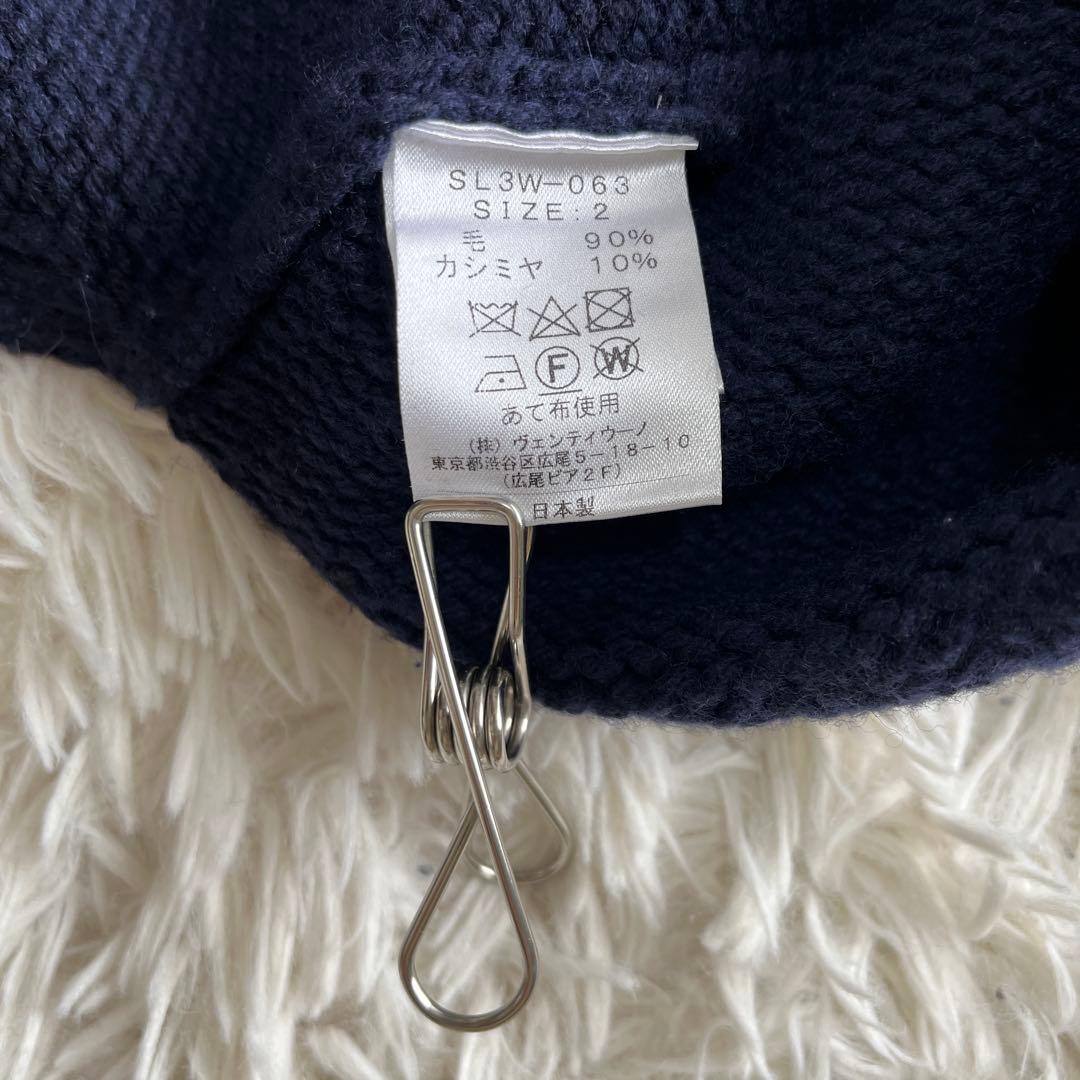 SL3W-063
SIZE:2
毛 90%
カシミヤ 10%
F W
あて布使用
(株) ヴェンティウーノ
東京都渋谷区広尾5-18-10
(広尾ピア2F)
日本製